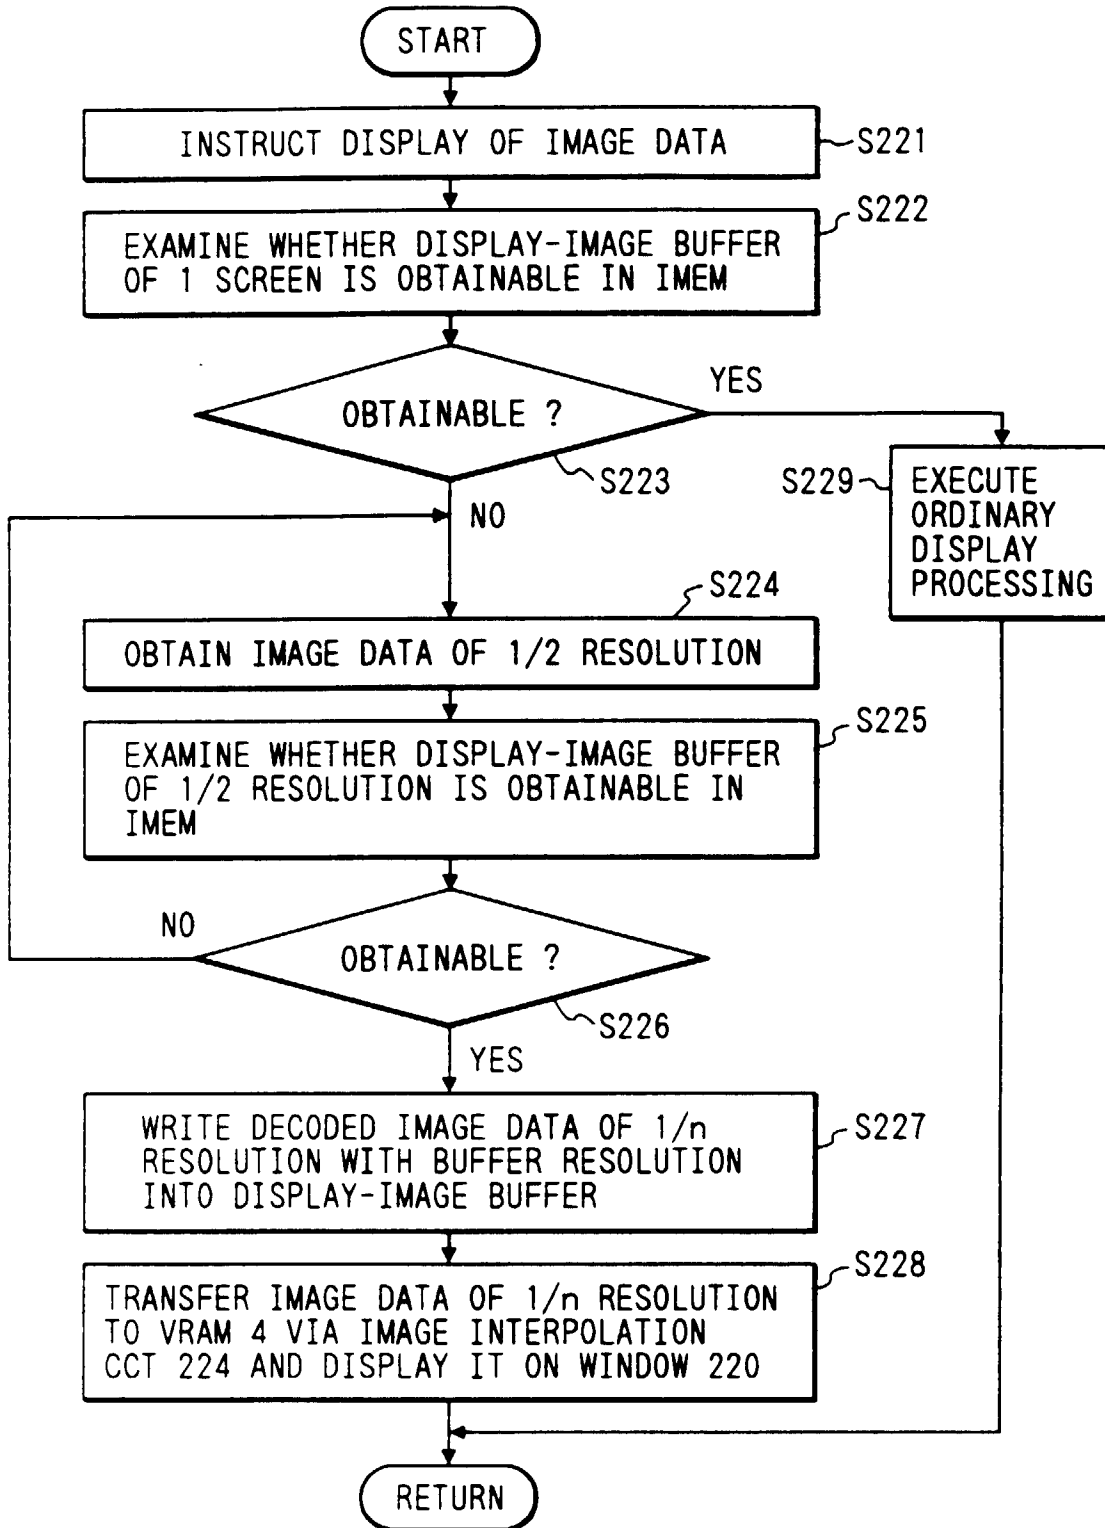 START
INSTRUCT DISPLAY OF IMAGE DATA
S221
S222
EXAMINE WHETHER DISPLAY-IMAGE BUFFER
OF 1 SCREEN IS OBTAINABLE IN IMEM
YES
OBTAINABLE ?
S223
NO
S229
EXECUTE
ORDINARY
DISPLAY
PROCESSING
S224
OBTAIN IMAGE DATA OF 1/2 RESOLUTION
S225
EXAMINE WHETHER DISPLAY-IMAGE BUFFER
OF 1/2 RESOLUTION IS OBTAINABLE IN
IMEM
NO
OBTAINABLE ?
S226
YES
WRITE DECODED IMAGE DATA OF 1/n
RESOLUTION WITH BUFFER RESOLUTION
INTO DISPLAY-IMAGE BUFFER
S227
S228
TRANSFER IMAGE DATA OF 1/n RESOLUTION
TO VRAM 4 VIA IMAGE INTERPOLATION
CCT 224 AND DISPLAY IT ON WINDOW 220
RETURN